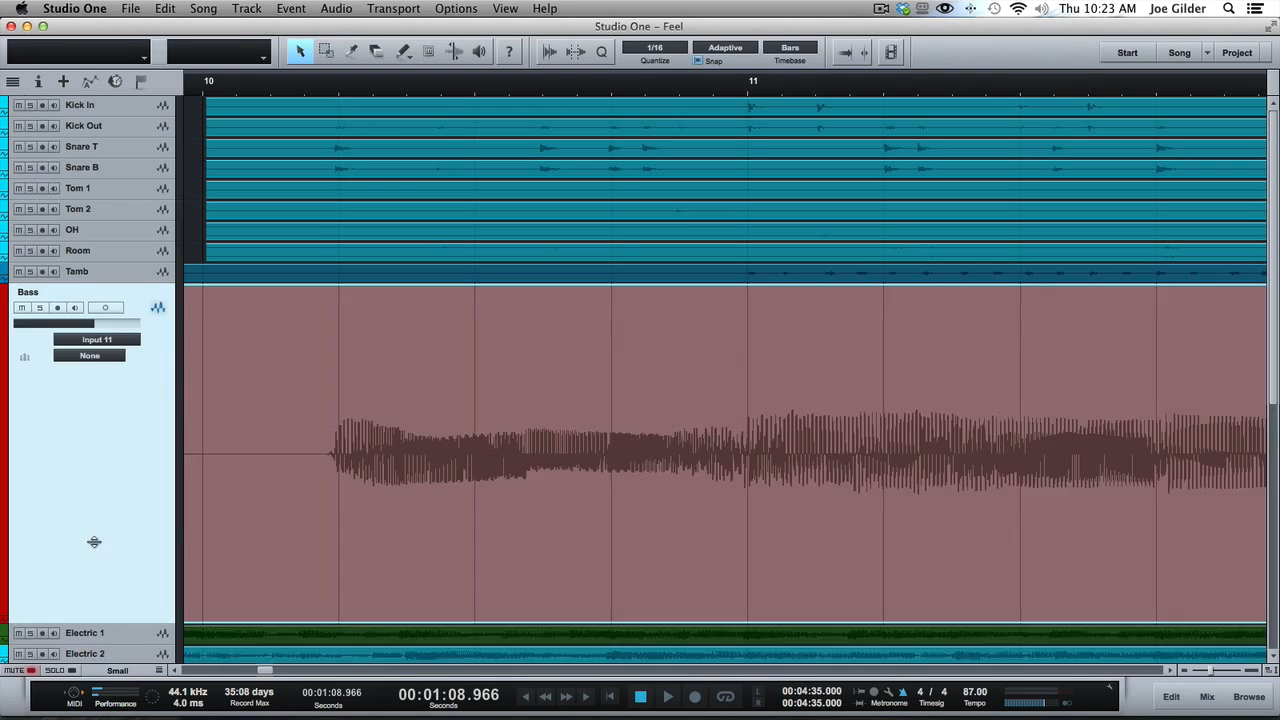 Studio One File Edit Song Track Event Audio Transport Options View Help Thu 10:23 AM Joe Gilder
Studio One – Feel
1/16 Adaptive Bars
Quantize Snap Timebase
Start Song Project
10 11
M S Kick In
M S Kick Out
M S Snare T
M S Snare B
M S Tom 1
M S Tom 2
M S OH
M S Room
M S Tamb
Bass
M S
Input 11
None
M S Electric 1
M S Electric 2
MUTE SOLO Small
MIDI Performance
44.1 kHz
4.0 ms
35:08 days
Record Max
00:01:08.966
Seconds
00:01:08.966
Seconds
L 00:04:35.000
R 00:04:35.000
Metronome
4 / 4
Timesig
87.00
Tempo
Edit Mix Browse